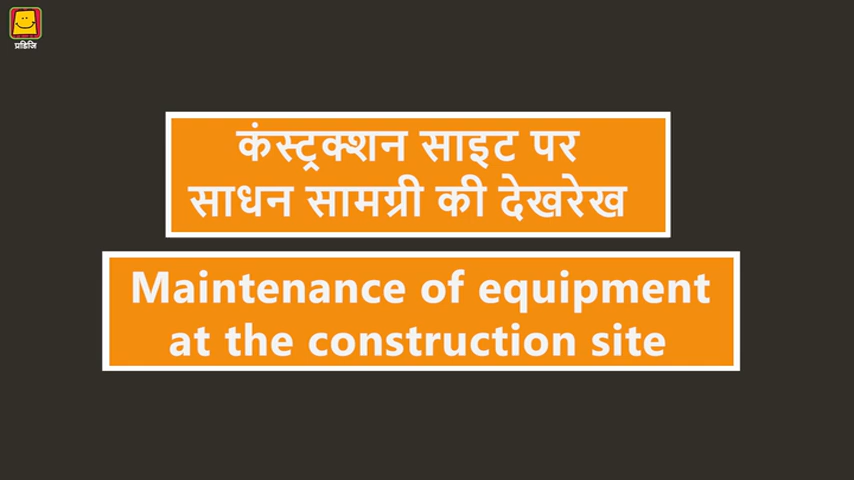 प्रडिजि
कंस्ट्रक्शन साइट पर
साधन सामग्री की देखरेख
Maintenance of equipment
at the construction site